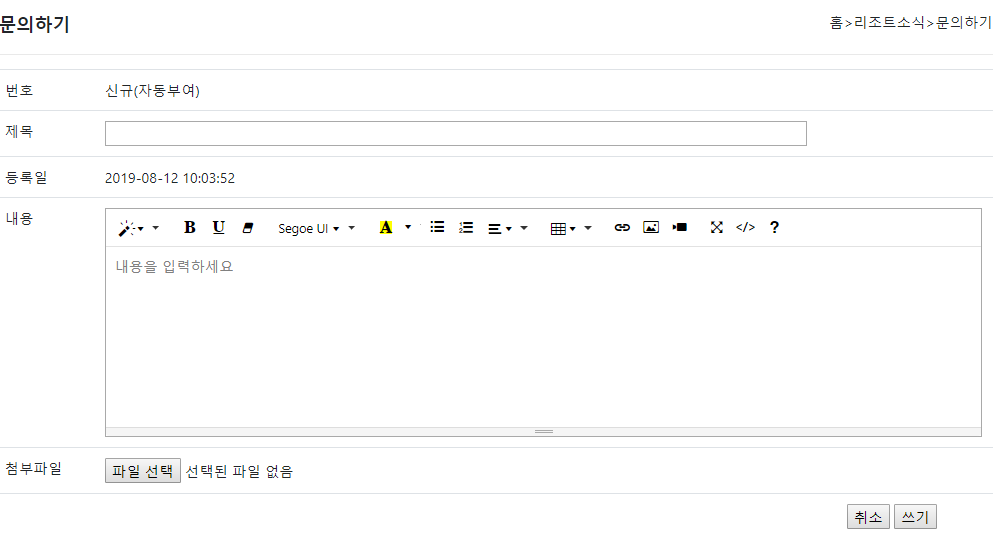 문의하기
홈>리조트소식>문의하기
번호 신규(자동부여)
제목
등록일 2019-08-12 10:03:52
내용
B U Segoe UI A </> ?
내용을 입력하세요
첨부파일 파일 선택 선택된 파일 없음
취소 쓰기